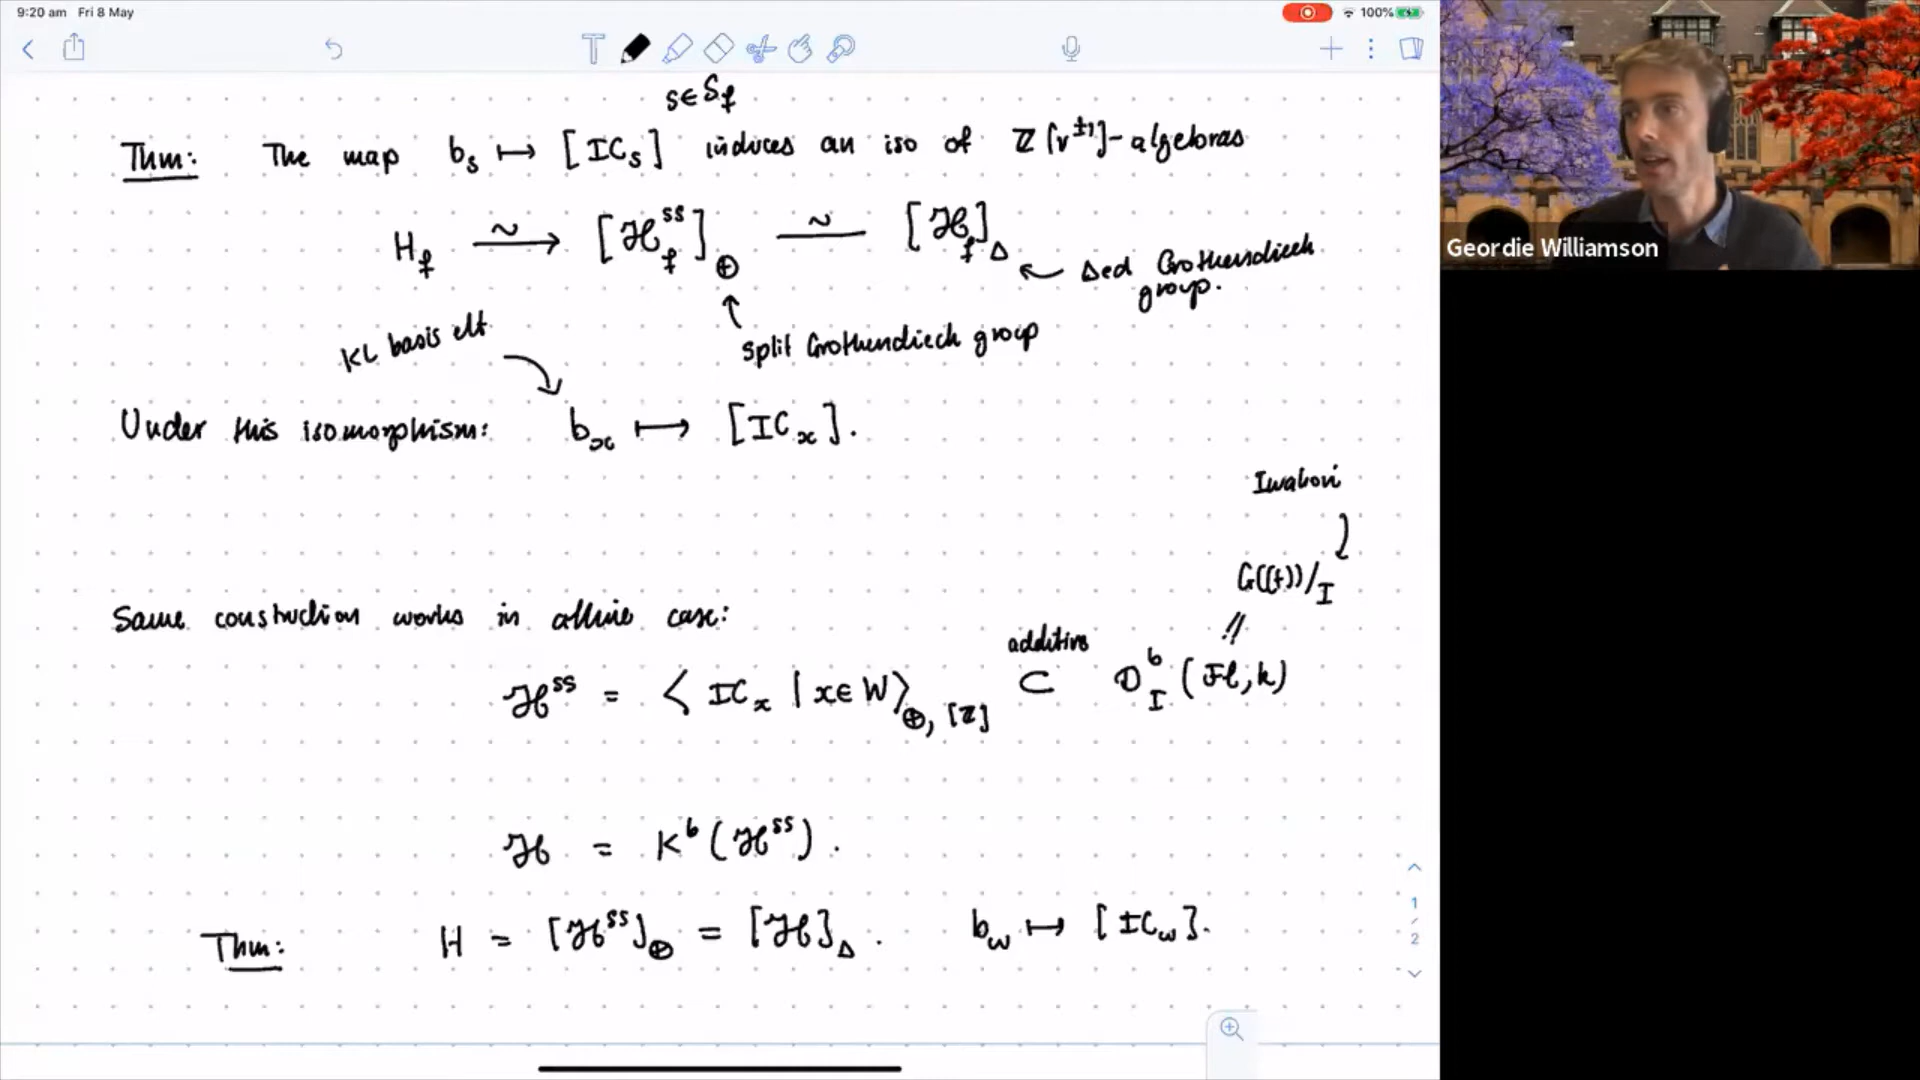 9:20 am Fri 8 May
100%
s ∈ S_f
Thm: The map b_s ↦ [IC_s] induces an iso of ℤ[v^{±1}]-algebras
H_f ⥲ [ℋ_f^{ss}]_⊕ ~ [ℋ_f]_Δ ← Δed Grothendieck group.
↑ split Grothendieck group
KL basis elt
Under this isomorphism: b_x ↦ [IC_x].
Iwahori
G((t))/I
Same construction works in affine case:
ℋ^{ss} = ⟨ IC_x | x ∈ W ⟩_{⊕, [ℤ]} ⊂ D^b_I (Fl, k)
additive
ℋ = K^b(ℋ^{ss}).
Thm: H = [ℋ^{ss}]_⊕ = [ℋ]_Δ. b_w ↦ [IC_w].
1
/
2
Geordie Williamson